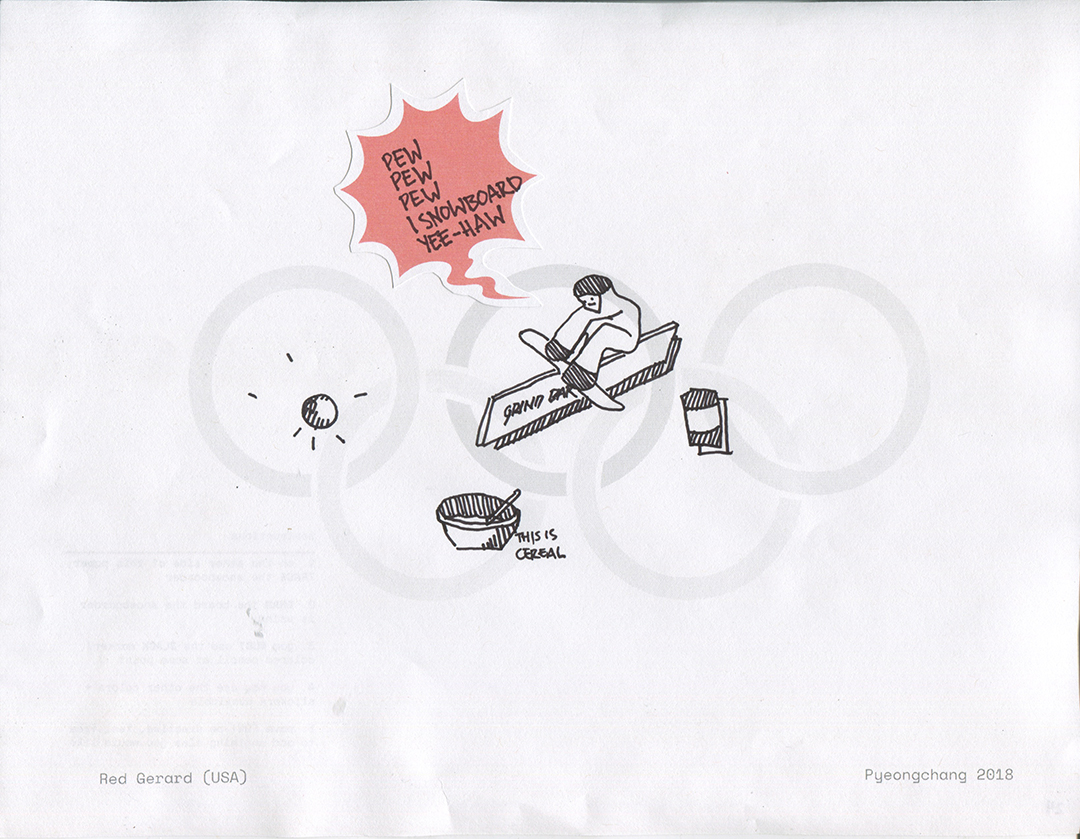 PEW
PEW
PEW
I SNOWBOARD
YEE-HAW
GRIND BAR
THIS IS
CEREAL
Red Gerard (USA)
Pyeongchang 2018